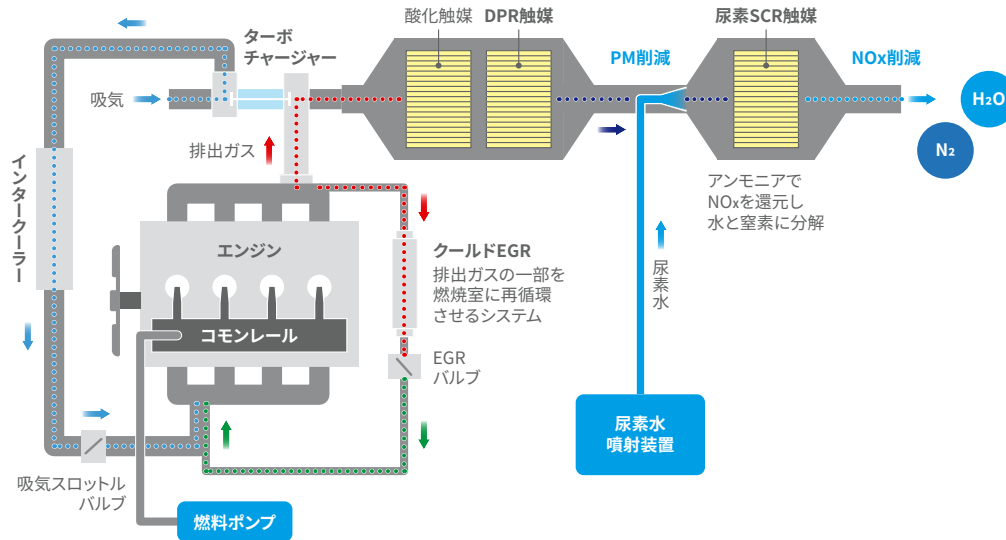 酸化触媒
DPR触媒
尿素SCR触媒
ターボ
チャージャー
PM削減
NOx削減
吸気
H₂O
N₂
排出ガス
インタークーラー
アンモニアで
NOxを還元し
水と窒素に分解
エンジン
クールドEGR
排出ガスの一部を
燃焼室に再循環
させるシステム
尿素水
コモンレール
EGR
バルブ
尿素水
噴射装置
吸気スロットル
バルブ
燃料ポンプ